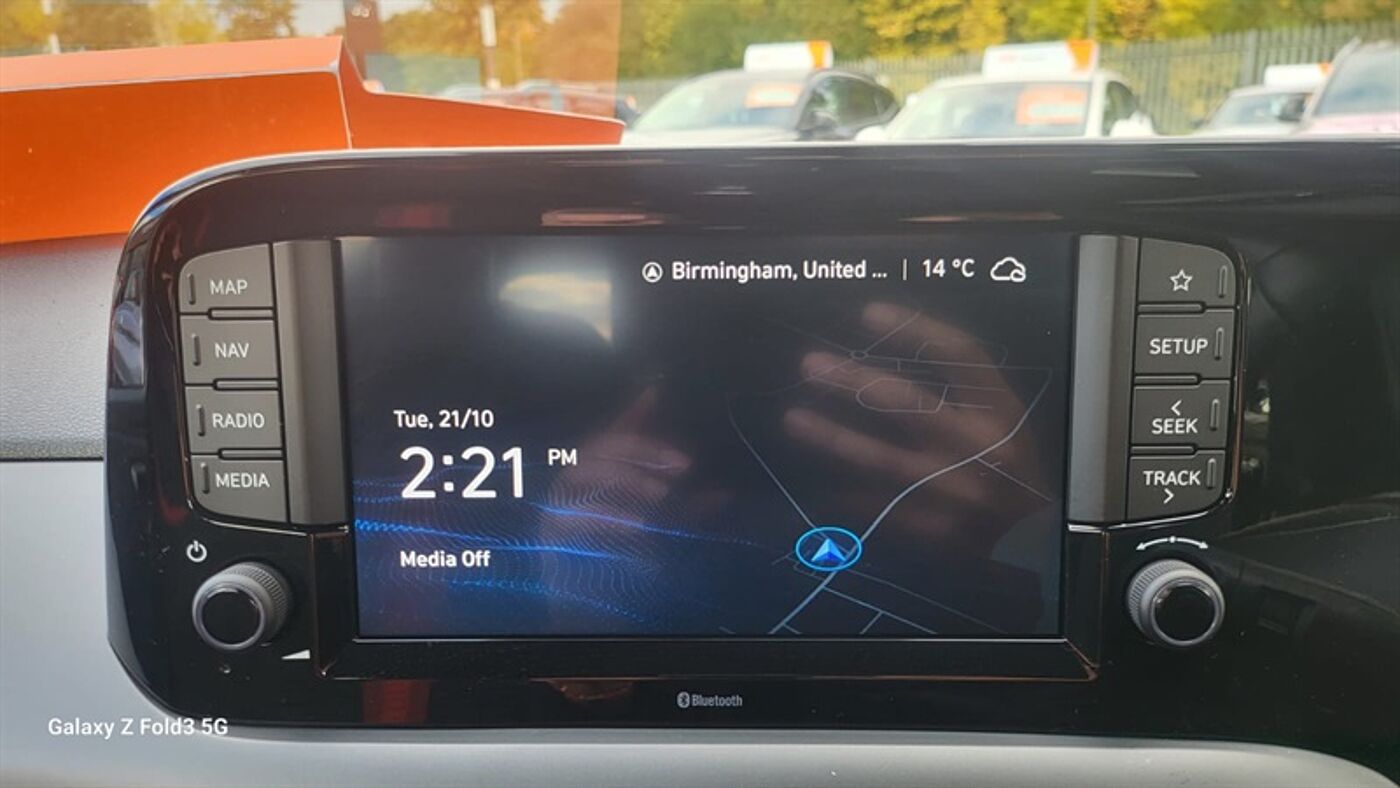 Birmingham, United ... | 14 °C
MAP
NAV
RADIO
MEDIA
SETUP
<
SEEK
TRACK
>
Tue, 21/10
2:21 PM
Media Off
Bluetooth
Galaxy Z Fold3 5G